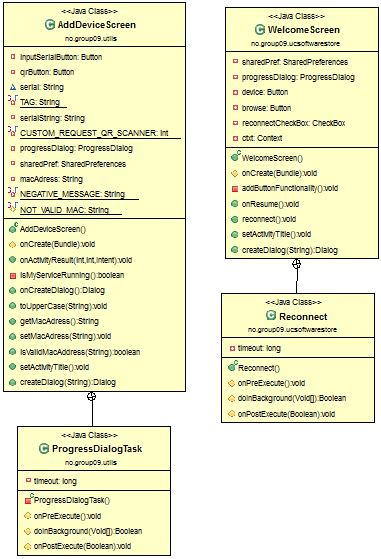 <<Java Class>>
AddDeviceScreen
no.group09.utils
inputSerialButton: Button
qrButton: Button
serial: String
TAG: String
serialString: String
CUSTOM_REQUEST_QR_SCANNER: int
progressDialog: ProgressDialog
sharedPref: SharedPreferences
macAdress: String
NEGATIVE_MESSAGE: String
NOT_VALID_MAC: String
AddDeviceScreen()
onCreate(Bundle):void
onActivityResult(int,int,Intent):void
isMyServiceRunning():boolean
onCreateDialog():Dialog
toUpperCase(String):void
getMacAdress():String
setMacAdress(String):void
isValidMacAddress(String):boolean
setActivityTitle():void
createDialog(String):Dialog
<<Java Class>>
ProgressDialogTask
no.group09.utils
timeout: long
ProgressDialogTask()
onPreExecute():void
doInBackground(Void[]):Boolean
onPostExecute(Boolean):void
<<Java Class>>
WelcomeScreen
no.group09.ucsoftwarestore
sharedPref: SharedPreferences
progressDialog: ProgressDialog
device: Button
browse: Button
reconnectCheckBox: CheckBox
ctxt: Context
WelcomeScreen()
onCreate(Bundle):void
addButtonFunctionality():void
onResume():void
reconnect():void
setActivityTitle():void
createDialog(String):Dialog
<<Java Class>>
Reconnect
no.group09.ucsoftwarestore
timeout: long
Reconnect()
onPreExecute():void
doInBackground(Void[]):Boolean
onPostExecute(Boolean):void